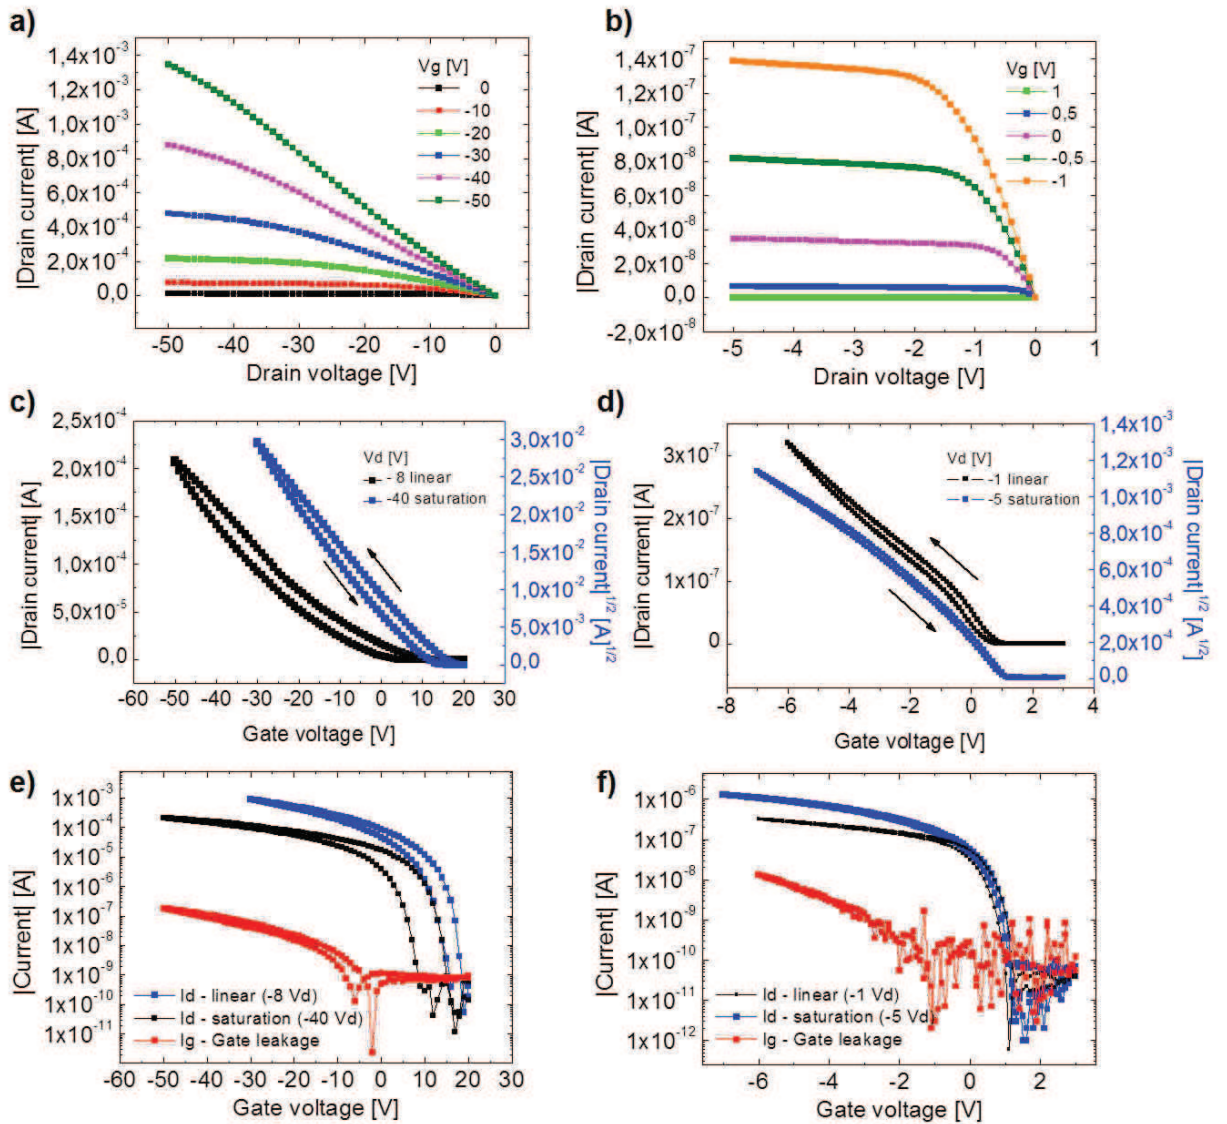 a)
1,4x10⁻³
1,2x10⁻³
1,0x10⁻³
8,0x10⁻⁴
6,0x10⁻⁴
4,0x10⁻⁴
2,0x10⁻⁴
0,0
|Drain current| [A]
Vg [V]
0
-10
-20
-30
-40
-50
-50 -40 -30 -20 -10 0
Drain voltage [V]
b)
1,4x10⁻⁷
1,2x10⁻⁷
1,0x10⁻⁷
8,0x10⁻⁸
6,0x10⁻⁸
4,0x10⁻⁸
2,0x10⁻⁸
0,0
-2,0x10⁻⁸
|Drain current| [A]
Vg [V]
1
0,5
0
-0,5
-1
-5 -4 -3 -2 -1 0 1
Drain voltage [V]
c)
2,5x10⁻⁴
2,0x10⁻⁴
1,5x10⁻⁴
1,0x10⁻⁴
5,0x10⁻⁵
0,0
|Drain current| [A]
Vd [V]
- 8 linear
-40 saturation
3,0x10⁻²
2,5x10⁻²
2,0x10⁻²
1,5x10⁻²
1,0x10⁻²
5,0x10⁻³
0,0
|Drain current|^1/2 [A]^1/2
-60 -50 -40 -30 -20 -10 0 10 20 30
Gate voltage [V]
d)
3x10⁻⁷
2x10⁻⁷
1x10⁻⁷
0
|Drain current| [A]
Vd [V]
-1 linear
-5 saturation
1,4x10⁻³
1,2x10⁻³
1,0x10⁻³
8,0x10⁻⁴
6,0x10⁻⁴
4,0x10⁻⁴
2,0x10⁻⁴
0,0
|Drain current|^1/2 [A^1/2]
-8 -6 -4 -2 0 2 4
Gate voltage [V]
e)
1x10⁻³
1x10⁻⁴
1x10⁻⁵
1x10⁻⁶
1x10⁻⁷
1x10⁻⁸
1x10⁻⁹
1x10⁻¹⁰
1x10⁻¹¹
|Current| [A]
Id - linear (-8 Vd)
Id - saturation (-40 Vd)
Ig - Gate leakage
-60 -50 -40 -30 -20 -10 0 10 20 30
Gate voltage [V]
f)
1x10⁻⁶
1x10⁻⁷
1x10⁻⁸
1x10⁻⁹
1x10⁻¹⁰
1x10⁻¹¹
1x10⁻¹²
|Current| [A]
Id - linear (-1 Vd)
Id - saturation (-5 Vd)
Ig - Gate leakage
-6 -4 -2 0 2
Gate voltage [V]